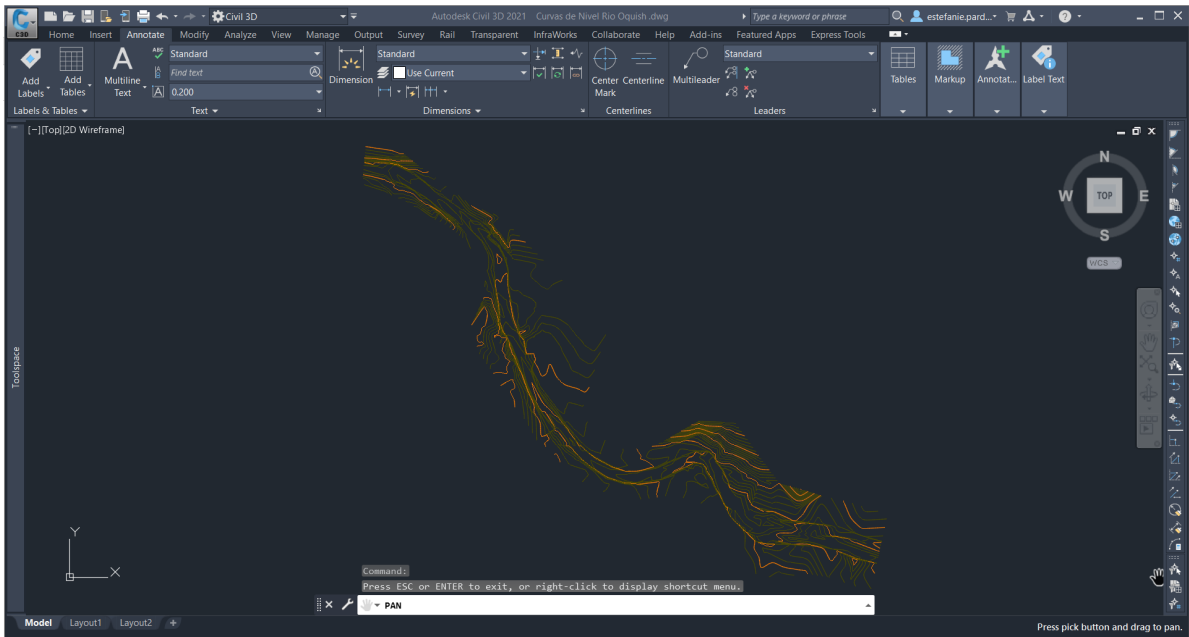 Civil 3D Autodesk Civil 3D 2021 Curvas de Nivel Rio Oquish .dwg Type a keyword or phrase estefanie.pard...
C3D Home Insert Annotate Modify Analyze View Manage Output Survey Rail Transparent InfraWorks Collaborate Help Add-ins Featured Apps Express Tools
Add Labels
Add Tables
Labels & Tables
Multiline Text
ABC Standard
Find text
0.200
Text
Dimension
Standard
Use Current
Dimensions
Center Mark
Centerline
Centerlines
Multileader
Standard
Leaders
Tables
Markup
Annotat...
Label Text
[−][Top][2D Wireframe]
N
W TOP E
S
WCS
Toolspace
Y
X
Command:
Press ESC or ENTER to exit, or right-click to display shortcut menu.
PAN
Model Layout1 Layout2 +
Press pick button and drag to pan.